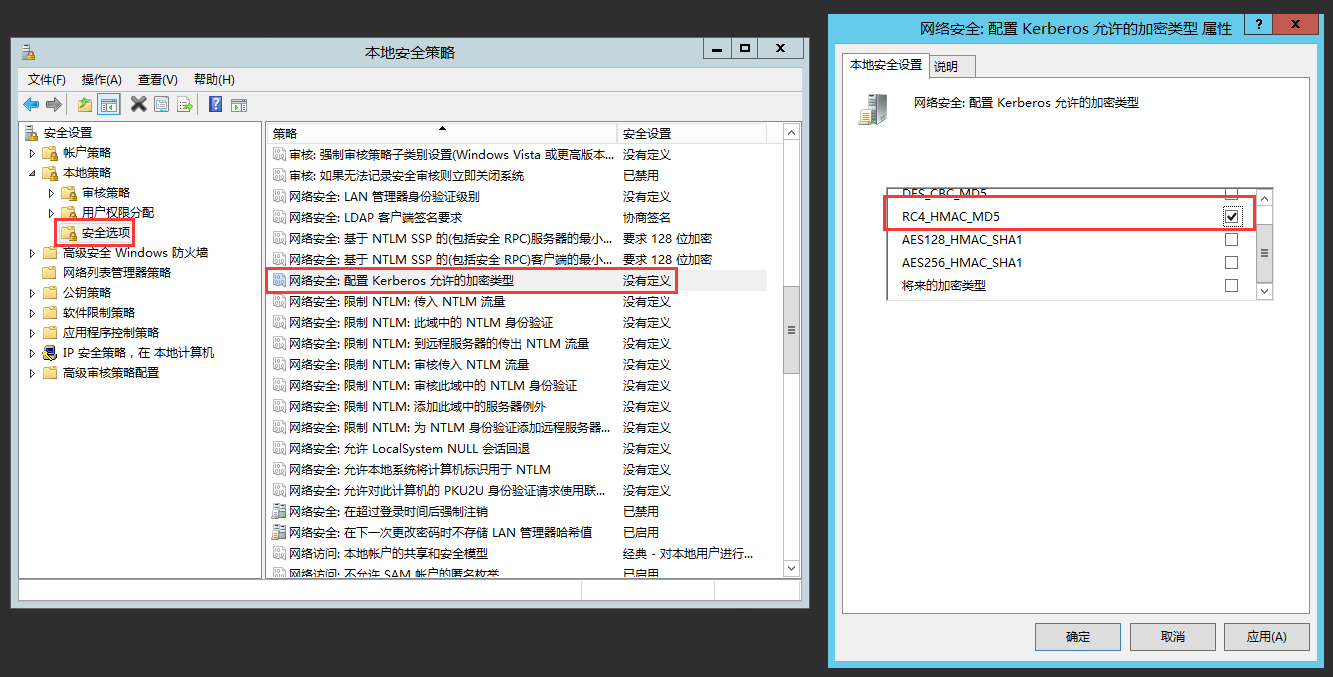 本地安全策略
文件(F) 操作(A) 查看(V) 帮助(H)
安全设置
帐户策略
本地策略
审核策略
用户权限分配
安全选项
高级安全 Windows 防火墙
网络列表管理器策略
公钥策略
软件限制策略
应用程序控制策略
IP 安全策略，在 本地计算机
高级审核策略配置
策略 安全设置
审核: 强制审核策略子类别设置(Windows Vista 或更高版本... 没有定义
审核: 如果无法记录安全审核则立即关闭系统 已禁用
网络安全: LAN 管理器身份验证级别 没有定义
网络安全: LDAP 客户端签名要求 协商签名
网络安全: 基于 NTLM SSP 的(包括安全 RPC)服务器的最小... 要求 128 位加密
网络安全: 基于 NTLM SSP 的(包括安全 RPC)客户端的最小... 要求 128 位加密
网络安全: 配置 Kerberos 允许的加密类型 没有定义
网络安全: 限制 NTLM: 传入 NTLM 流量 没有定义
网络安全: 限制 NTLM: 此域中的 NTLM 身份验证 没有定义
网络安全: 限制 NTLM: 到远程服务器的传出 NTLM 流量 没有定义
网络安全: 限制 NTLM: 审核传入 NTLM 流量 没有定义
网络安全: 限制 NTLM: 审核此域中的 NTLM 身份验证 没有定义
网络安全: 限制 NTLM: 添加此域中的服务器例外 没有定义
网络安全: 限制 NTLM: 为 NTLM 身份验证添加远程服务器... 没有定义
网络安全: 允许 LocalSystem NULL 会话回退 没有定义
网络安全: 允许本地系统将计算机标识用于 NTLM 没有定义
网络安全: 允许对此计算机的 PKU2U 身份验证请求使用联... 没有定义
网络安全: 在超过登录时间后强制注销 已禁用
网络安全: 在下一次更改密码时不存储 LAN 管理器哈希值 已启用
网络访问: 本地帐户的共享和安全模型 经典 - 对本地用户进行...
网络访问: 不允许 SAM 帐户的匿名枚举 已启用
网络安全: 配置 Kerberos 允许的加密类型 属性
本地安全设置 说明
网络安全: 配置 Kerberos 允许的加密类型
DES_CBC_MD5
RC4_HMAC_MD5
AES128_HMAC_SHA1
AES256_HMAC_SHA1
将来的加密类型
确定 取消 应用(A)